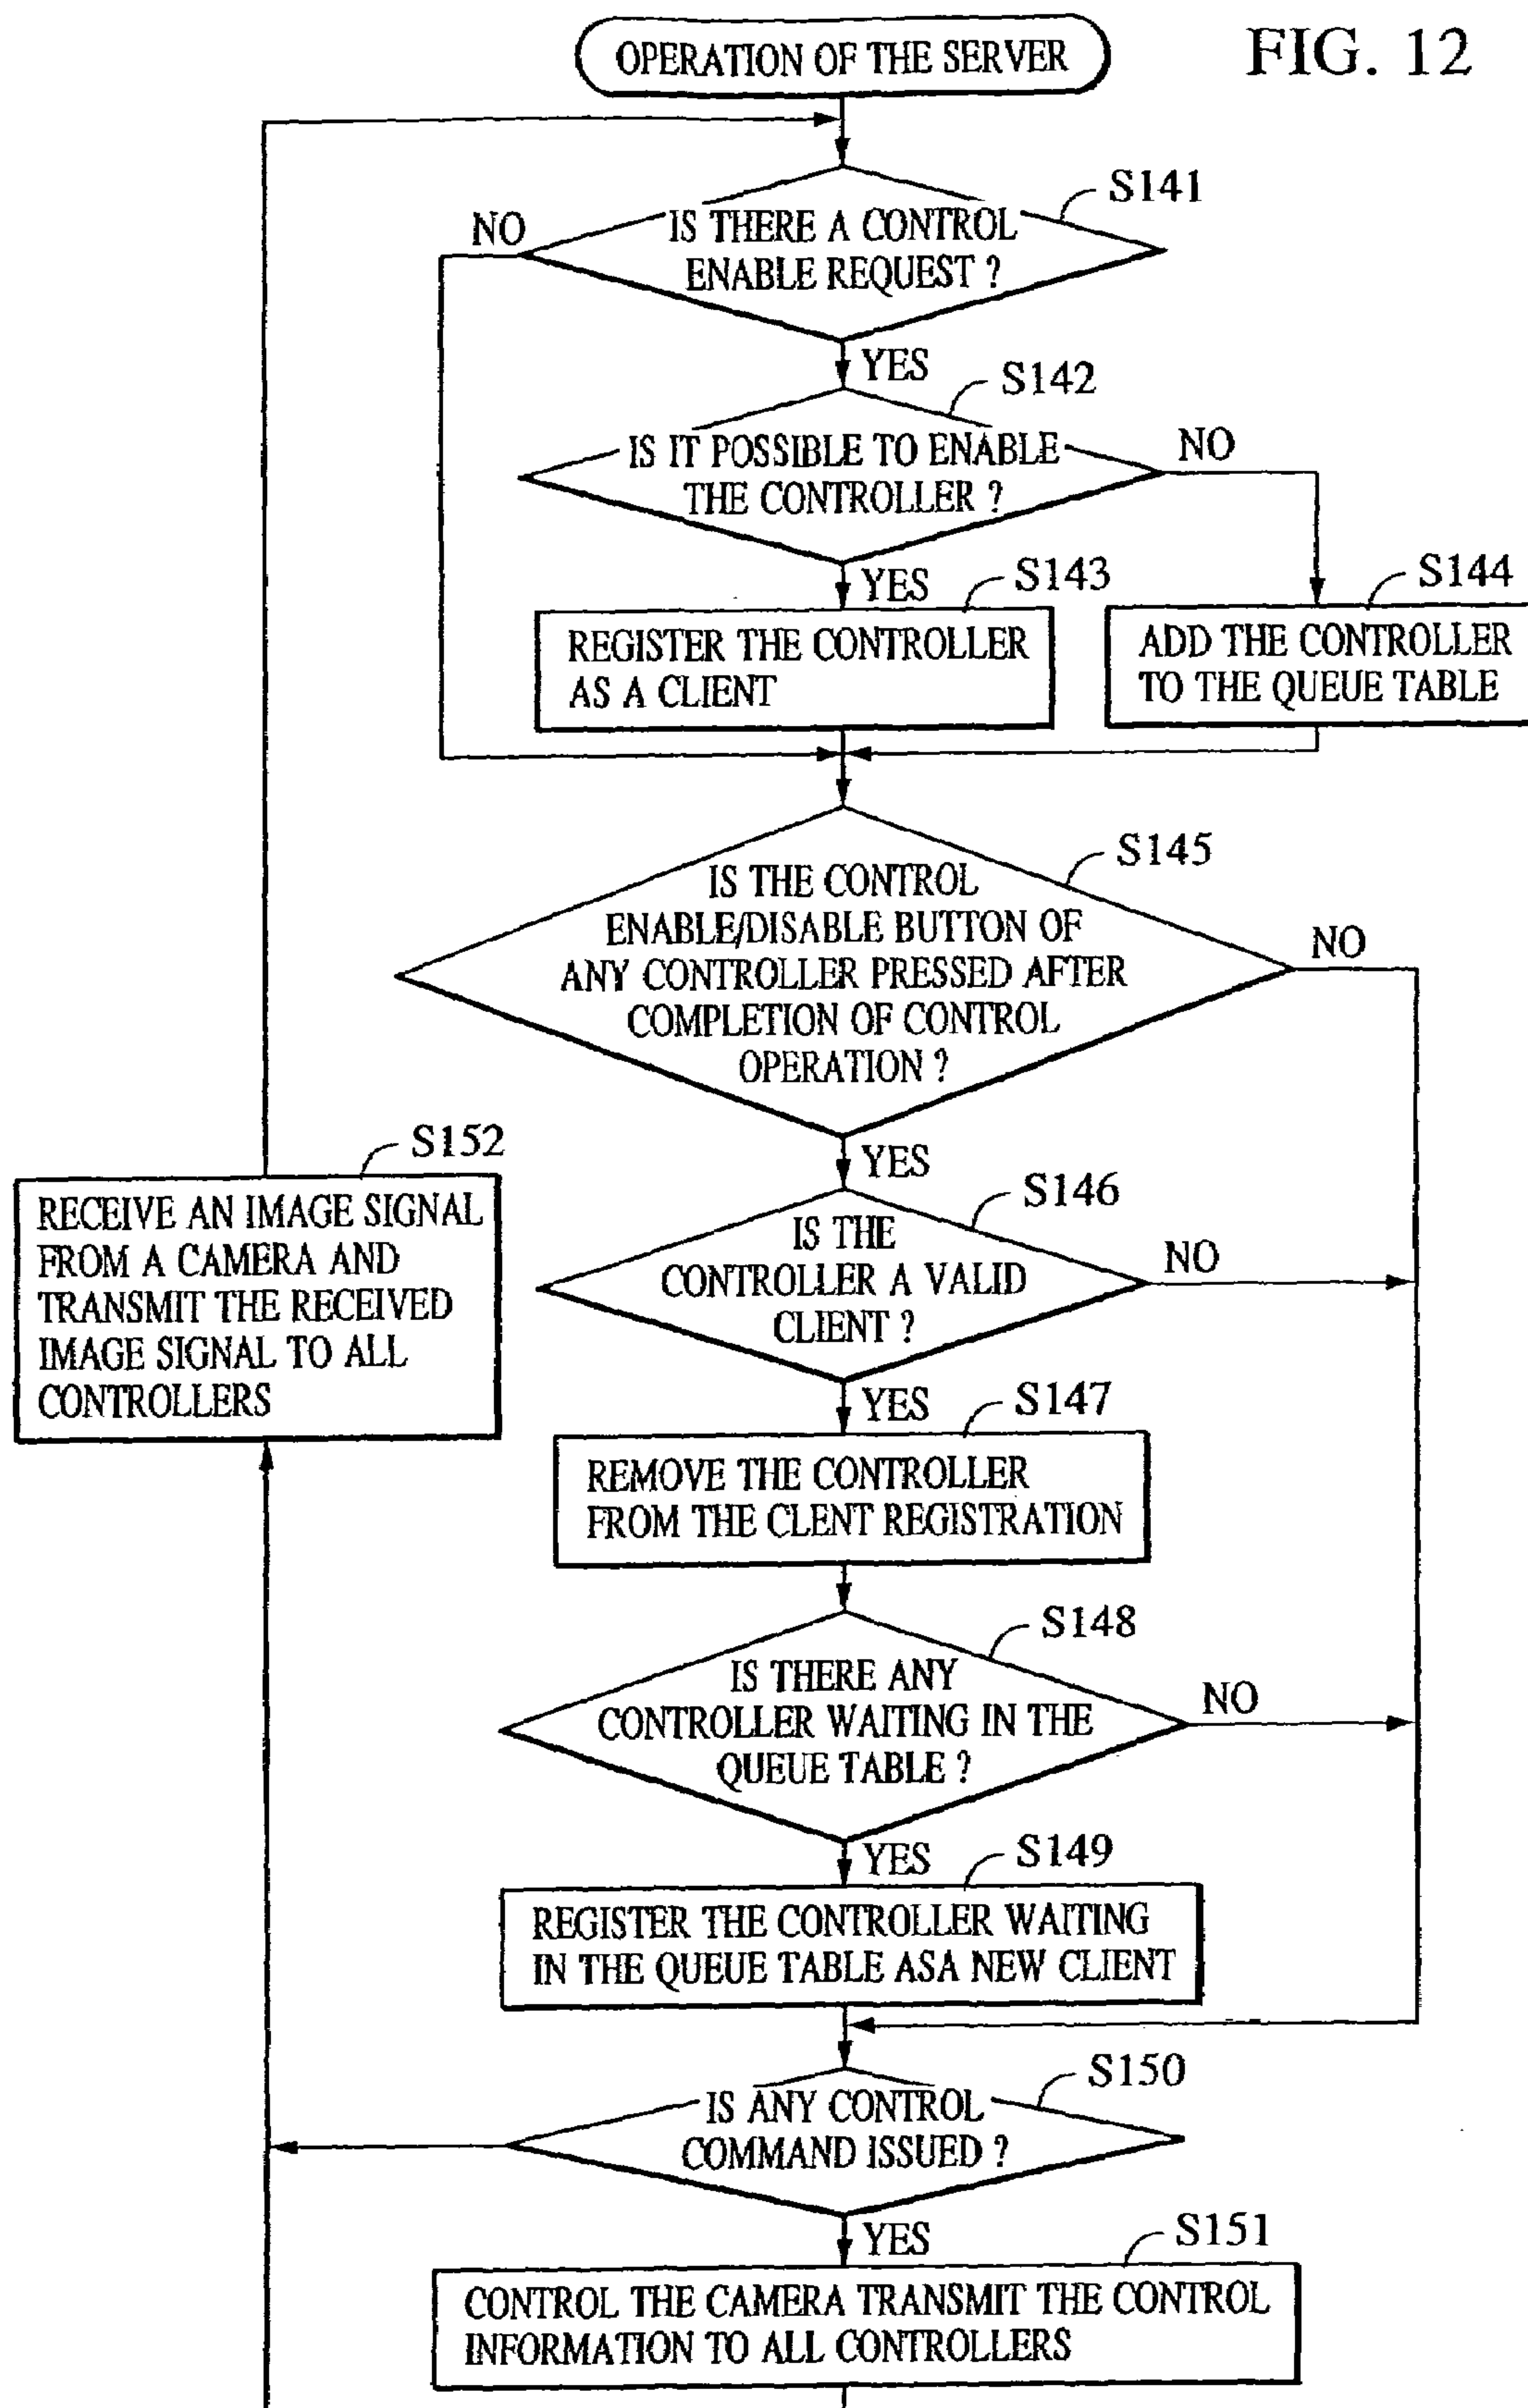 OPERATION OF THE SERVER
FIG. 12
S141
NO
IS THERE A CONTROL
ENABLE REQUEST ?
YES
S142
IS IT POSSIBLE TO ENABLE
THE CONTROLLER ?
NO
YES
S143
S144
REGISTER THE CONTROLLER
AS A CLIENT
ADD THE CONTROLLER
TO THE QUEUE TABLE
S145
IS THE CONTROL
ENABLE/DISABLE BUTTON OF
ANY CONTROLLER PRESSED AFTER
COMPLETION OF CONTROL
OPERATION ?
NO
YES
S152
RECEIVE AN IMAGE SIGNAL
FROM A CAMERA AND
TRANSMIT THE RECEIVED
IMAGE SIGNAL TO ALL
CONTROLLERS
S146
IS THE
CONTROLLER A VALID
CLIENT ?
NO
YES
S147
REMOVE THE CONTROLLER
FROM THE CLENT REGISTRATION
S148
IS THERE ANY
CONTROLLER WAITING IN THE
QUEUE TABLE ?
NO
YES
S149
REGISTER THE CONTROLLER WAITING
IN THE QUEUE TABLE ASA NEW CLIENT
S150
IS ANY CONTROL
COMMAND ISSUED ?
YES
S151
CONTROL THE CAMERA TRANSMIT THE CONTROL
INFORMATION TO ALL CONTROLLERS